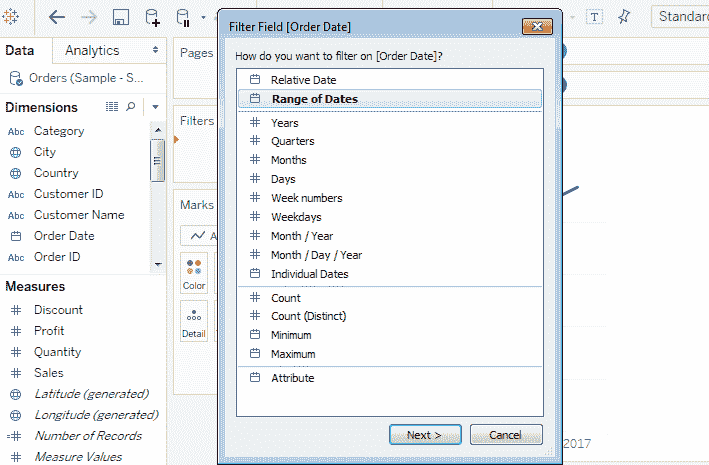 Standard
Filter Field [Order Date]
Data
Analytics
Pages
Orders (Sample - S...
How do you want to filter on [Order Date]?
Relative Date
Range of Dates
Dimensions
Filters
Years
Category
Quarters
City
Months
Country
Days
Customer ID
Week numbers
Marks
Customer Name
Weekdays
Order Date
Month / Year
Order ID
Month / Day / Year
Individual Dates
Color
Measures
Count
Discount
Count (Distinct)
Profit
Detail
Minimum
Quantity
Maximum
Sales
Attribute
Latitude (generated)
Longitude (generated)
Number of Records
Next >
Cancel
2017
Measure Values
Abc
Abc
Abc
Abc
A
T